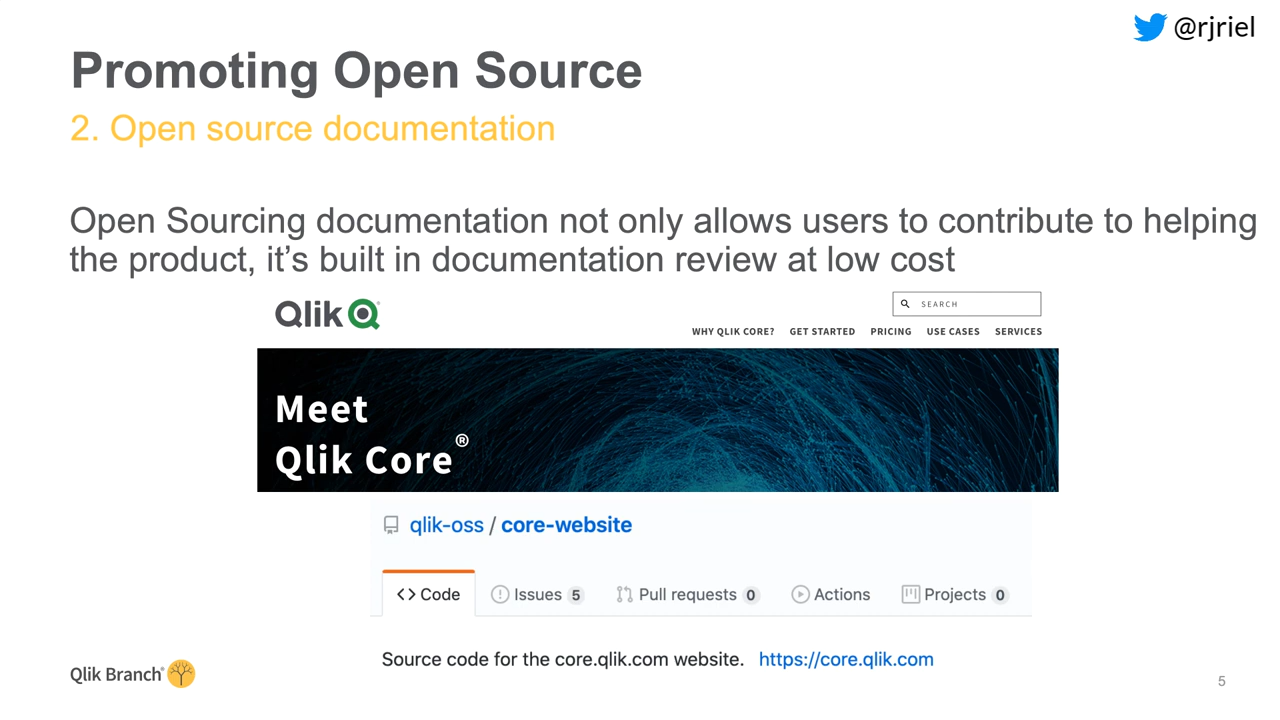 @rjriel
Promoting Open Source
2. Open source documentation
Open Sourcing documentation not only allows users to contribute to helping
the product, it’s built in documentation review at low cost
Qlik
SEARCH
WHY QLIK CORE? GET STARTED PRICING USE CASES SERVICES
Meet
Qlik Core®
qlik-oss / core-website
<> Code Issues 5 Pull requests 0 Actions Projects 0
Source code for the core.qlik.com website. https://core.qlik.com
Qlik Branch
5